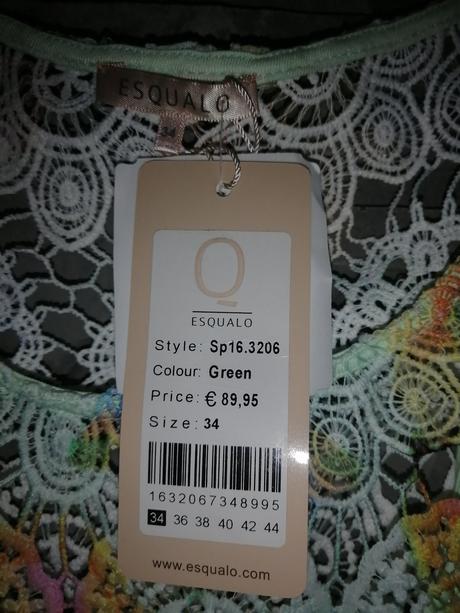 ESQUALO
34
Q
ESQUALO
Style: Sp16.3206
Colour: Green
Price: € 89,95
Size: 34
1632067348995
34 36 38 40 42 44
www.esqualo.com